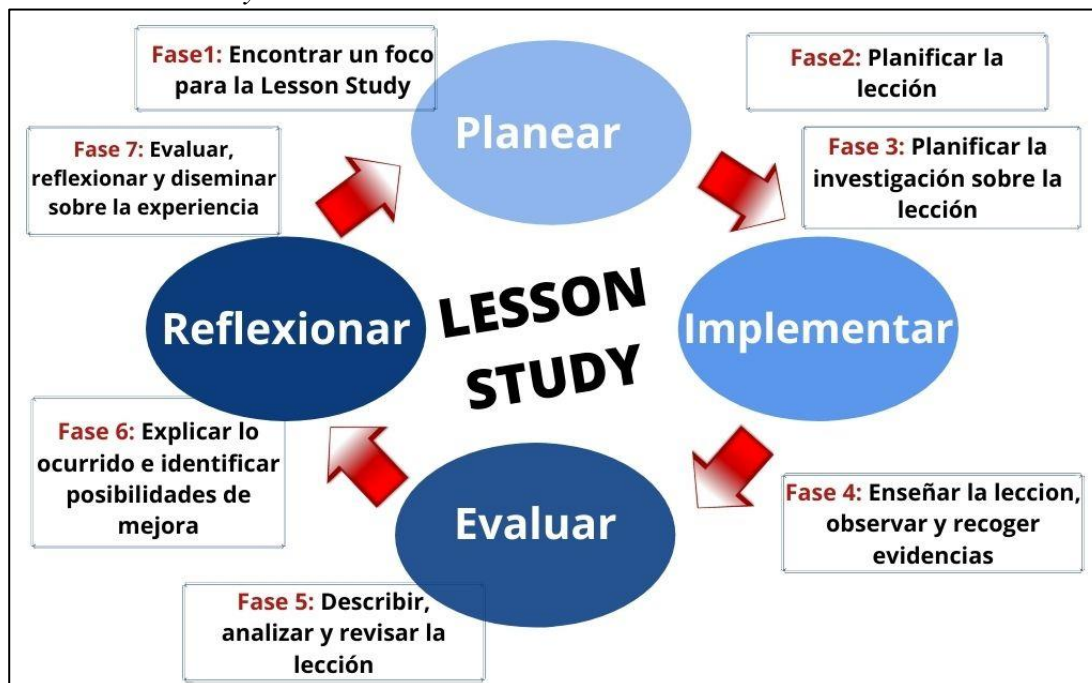 Fase1: Encontrar un foco
para la Lesson Study
Planear
Fase2: Planificar la
lección
Fase 3: Planificar la
investigación sobre la
lección
Fase 7: Evaluar,
reflexionar y diseminar
sobre la experiencia
Reflexionar
LESSON
STUDY
Implementar
Fase 6: Explicar lo
ocurrido e identificar
posibilidades de
mejora
Evaluar
Fase 4: Enseñar la leccion,
observar y recoger
evidencias
Fase 5: Describir,
analizar y revisar la
lección